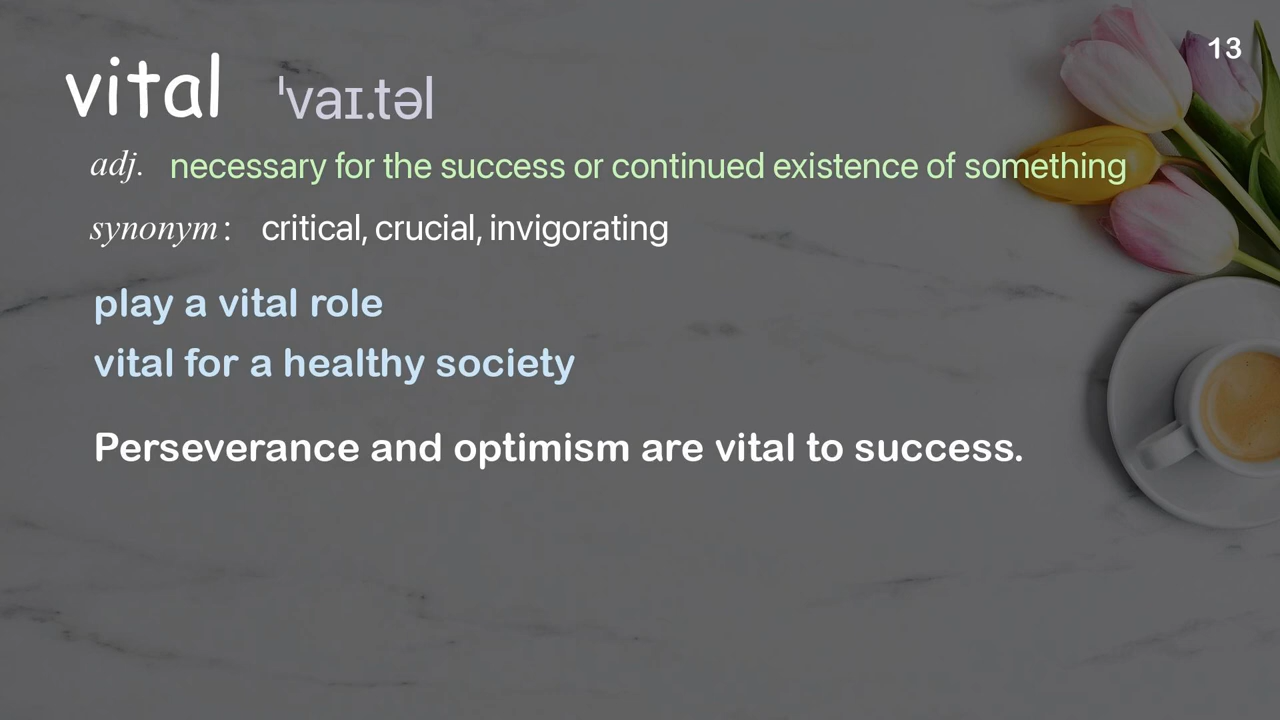 13
vital ˈvaɪ.təl
adj. necessary for the success or continued existence of something
synonym: critical, crucial, invigorating
play a vital role
vital for a healthy society
Perseverance and optimism are vital to success.